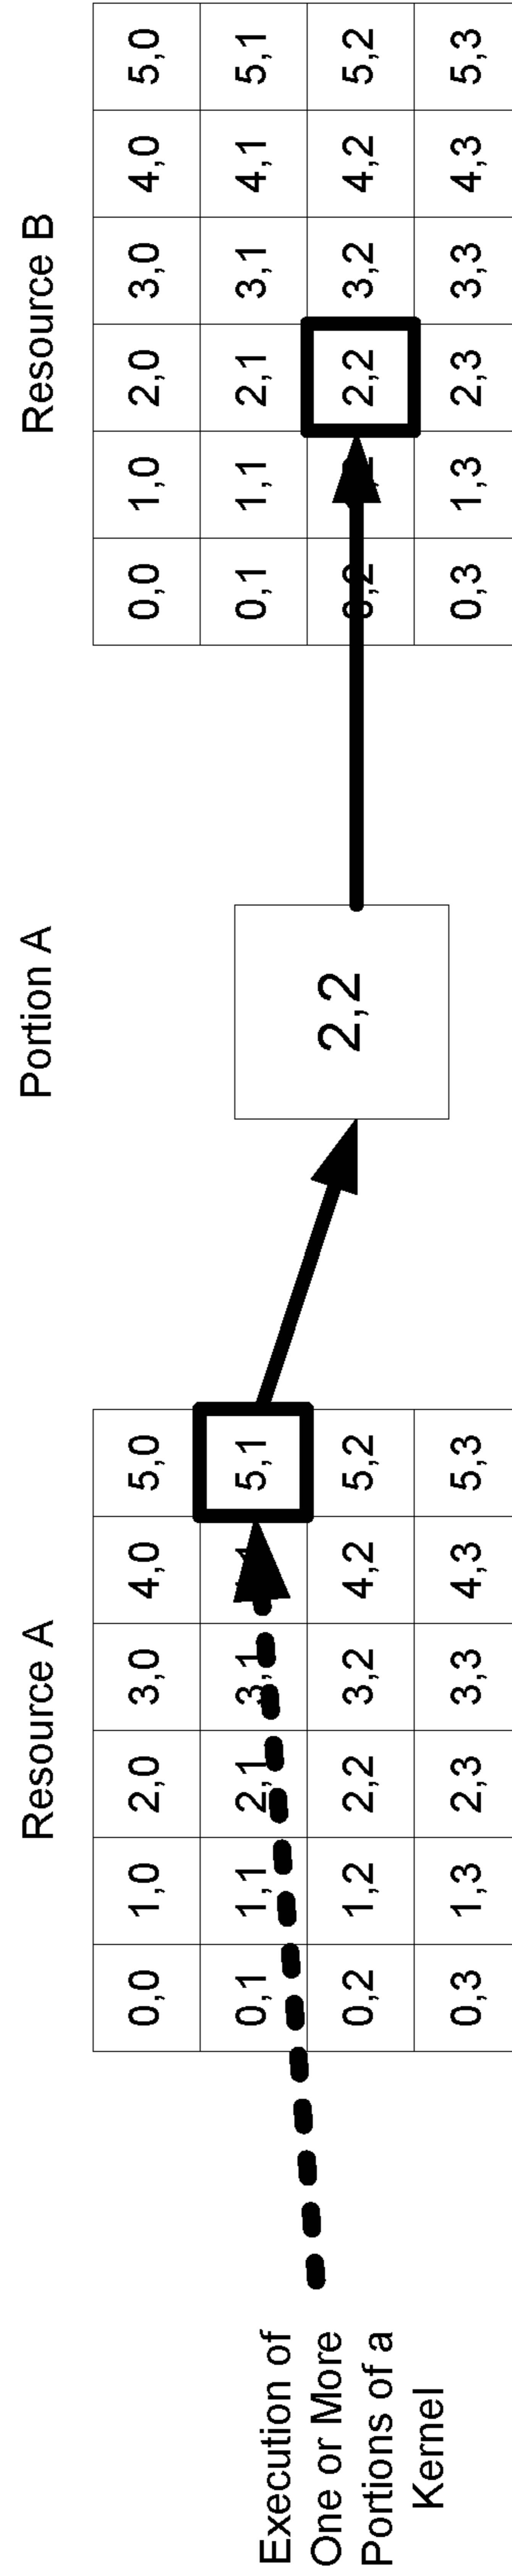 Execution of
One or More
Portions of a
Kernel
Resource A
0,0 1,0 2,0 3,0 4,0 5,0
0,1 1,1 2,1 3,1 5,1
0,2 1,2 2,2 3,2 4,2 5,2
0,3 1,3 2,3 3,3 4,3 5,3
Portion A
2,2
Resource B
0,0 1,0 2,0 3,0 4,0 5,0
0,1 1,1 2,1 3,1 4,1 5,1
0,2 2,2 3,2 4,2 5,2
0,3 1,3 2,3 3,3 4,3 5,3